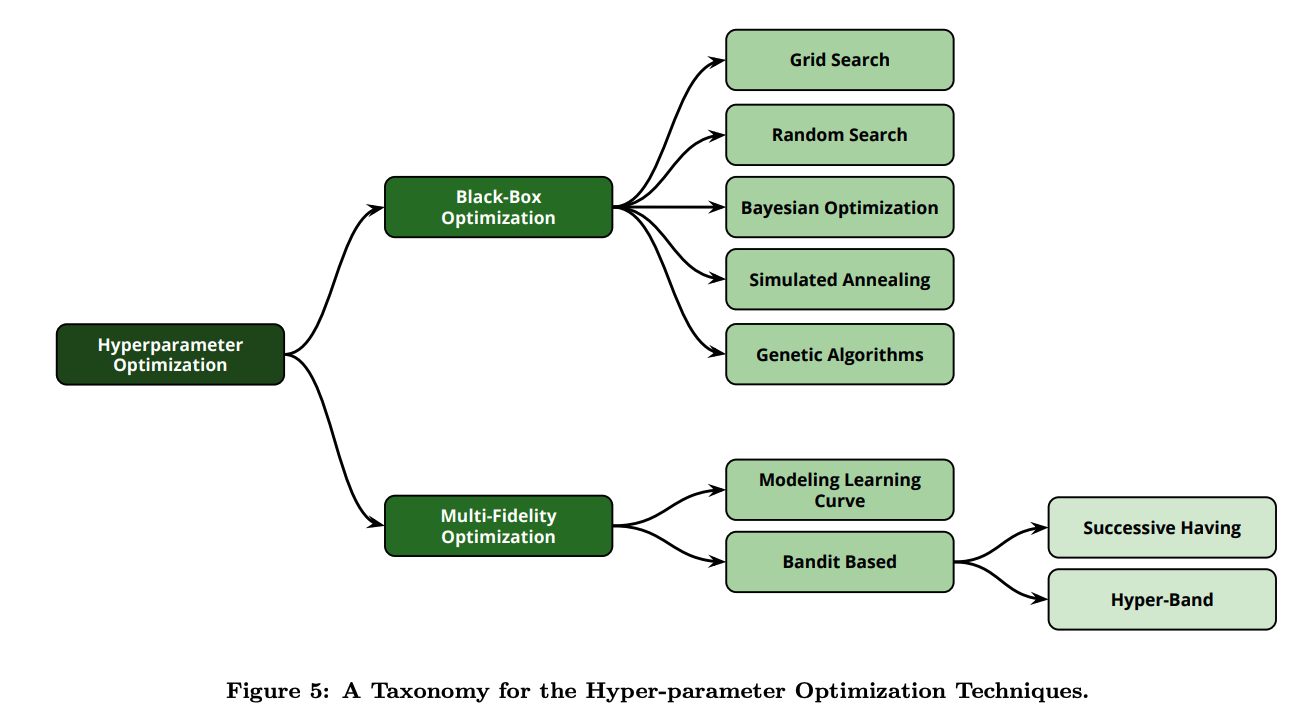 Grid Search
Random Search
Black-Box
Optimization
Bayesian Optimization
Simulated Annealing
Hyperparameter
Optimization
Genetic Algorithms
Modeling Learning
Curve
Multi-Fidelity
Optimization
Successive Having
Bandit Based
Hyper-Band
Figure 5: A Taxonomy for the Hyper-parameter Optimization Techniques.